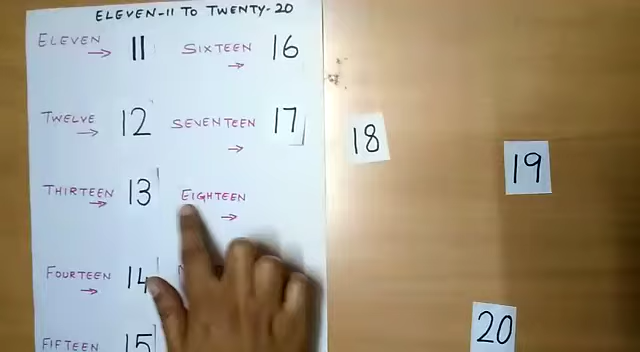 ELEVEN-11 TO TWENTY-20
ELEVEN → 11
SIXTEEN → 16
TWELVE → 12
SEVENTEEN → 17
18
19
THIRTEEN → 13
EIGHTEEN →
FOURTEEN → 14
FIFTEEN 15
20